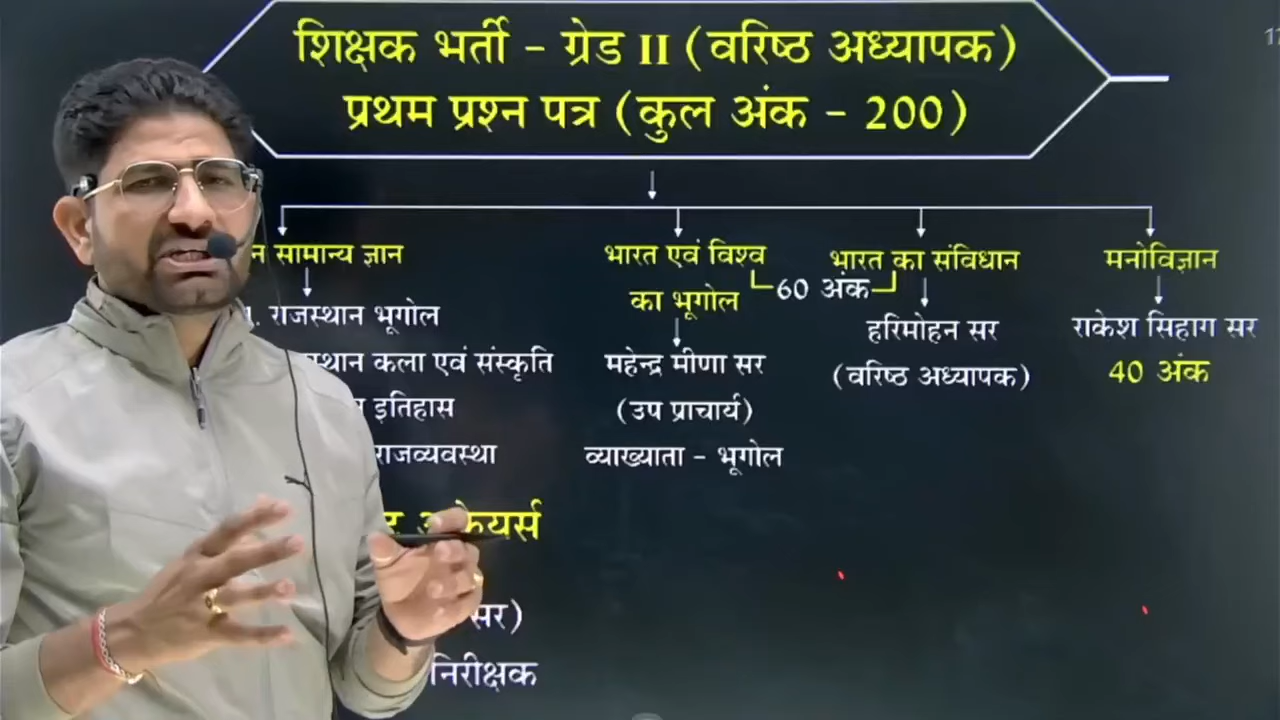 शिक्षक भर्ती - ग्रेड II (वरिष्ठ अध्यापक)
प्रथम प्रश्न पत्र (कुल अंक - 200)
सामान्य ज्ञान
राजस्थान भूगोल
कला एवं संस्कृति
इतिहास
राजव्यवस्था
सर)
निरीक्षक
भारत एवं विश्व
का भूगोल
60 अंक
महेन्द्र मीणा सर
(उप प्राचार्य)
व्याख्याता - भूगोल
भारत का संविधान
हरिमोहन सर
(वरिष्ठ अध्यापक)
मनोविज्ञान
राकेश सिहाग सर
40 अंक